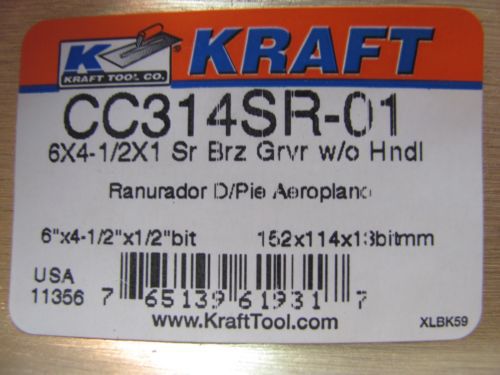 K KRAFT
KRAFT TOOL CO.
CC314SR-01
6X4-1/2X1 Sr Brz Grvr w/o Hndl
Ranurador D/Pie Aeroplano
6"x4-1/2"x1/2"bit 152x114x13bitmm
USA
11356
7 65139 61931 7
www.KraftTool.com
XLBK59